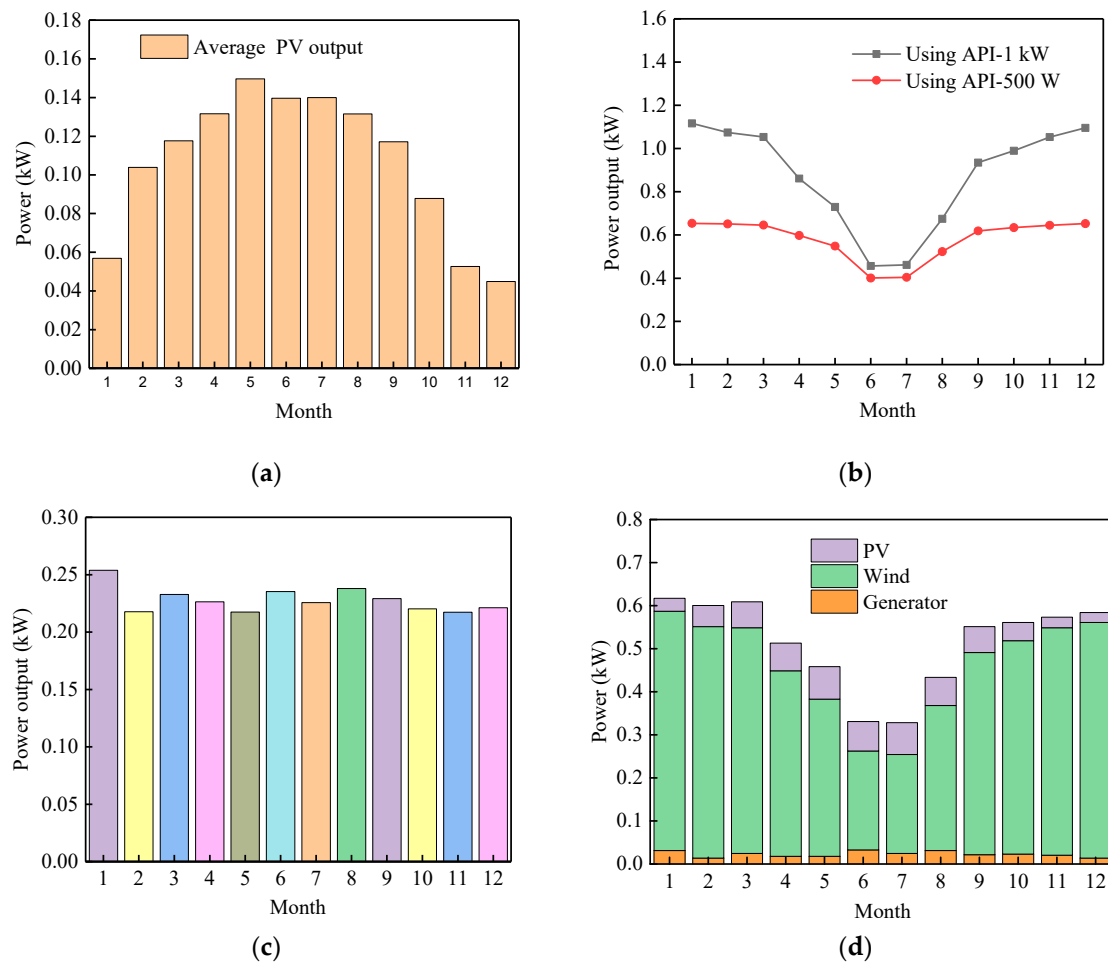 0.18
0.16
0.14
0.12
0.10
0.08
0.06
0.04
0.02
0.00
Power (kW)
Average PV output
1 2 3 4 5 6 7 8 9 10 11 12
Month
(a)
1.6
1.4
1.2
1.0
0.8
0.6
0.4
0.2
0.0
Power output (kW)
Using API-1 kW
Using API-500 W
1 2 3 4 5 6 7 8 9 10 11 12
Month
(b)
0.30
0.25
0.20
0.15
0.10
0.05
0.00
Power output (kW)
1 2 3 4 5 6 7 8 9 10 11 12
Month
(c)
0.8
0.7
0.6
0.5
0.4
0.3
0.2
0.1
0.0
Power (kW)
PV
Wind
Generator
1 2 3 4 5 6 7 8 9 10 11 12
Month
(d)